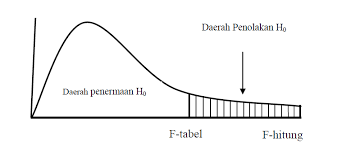 Daerah Penolakan H₀
Daerah penermaan H₀
F-tabel
F-hitung